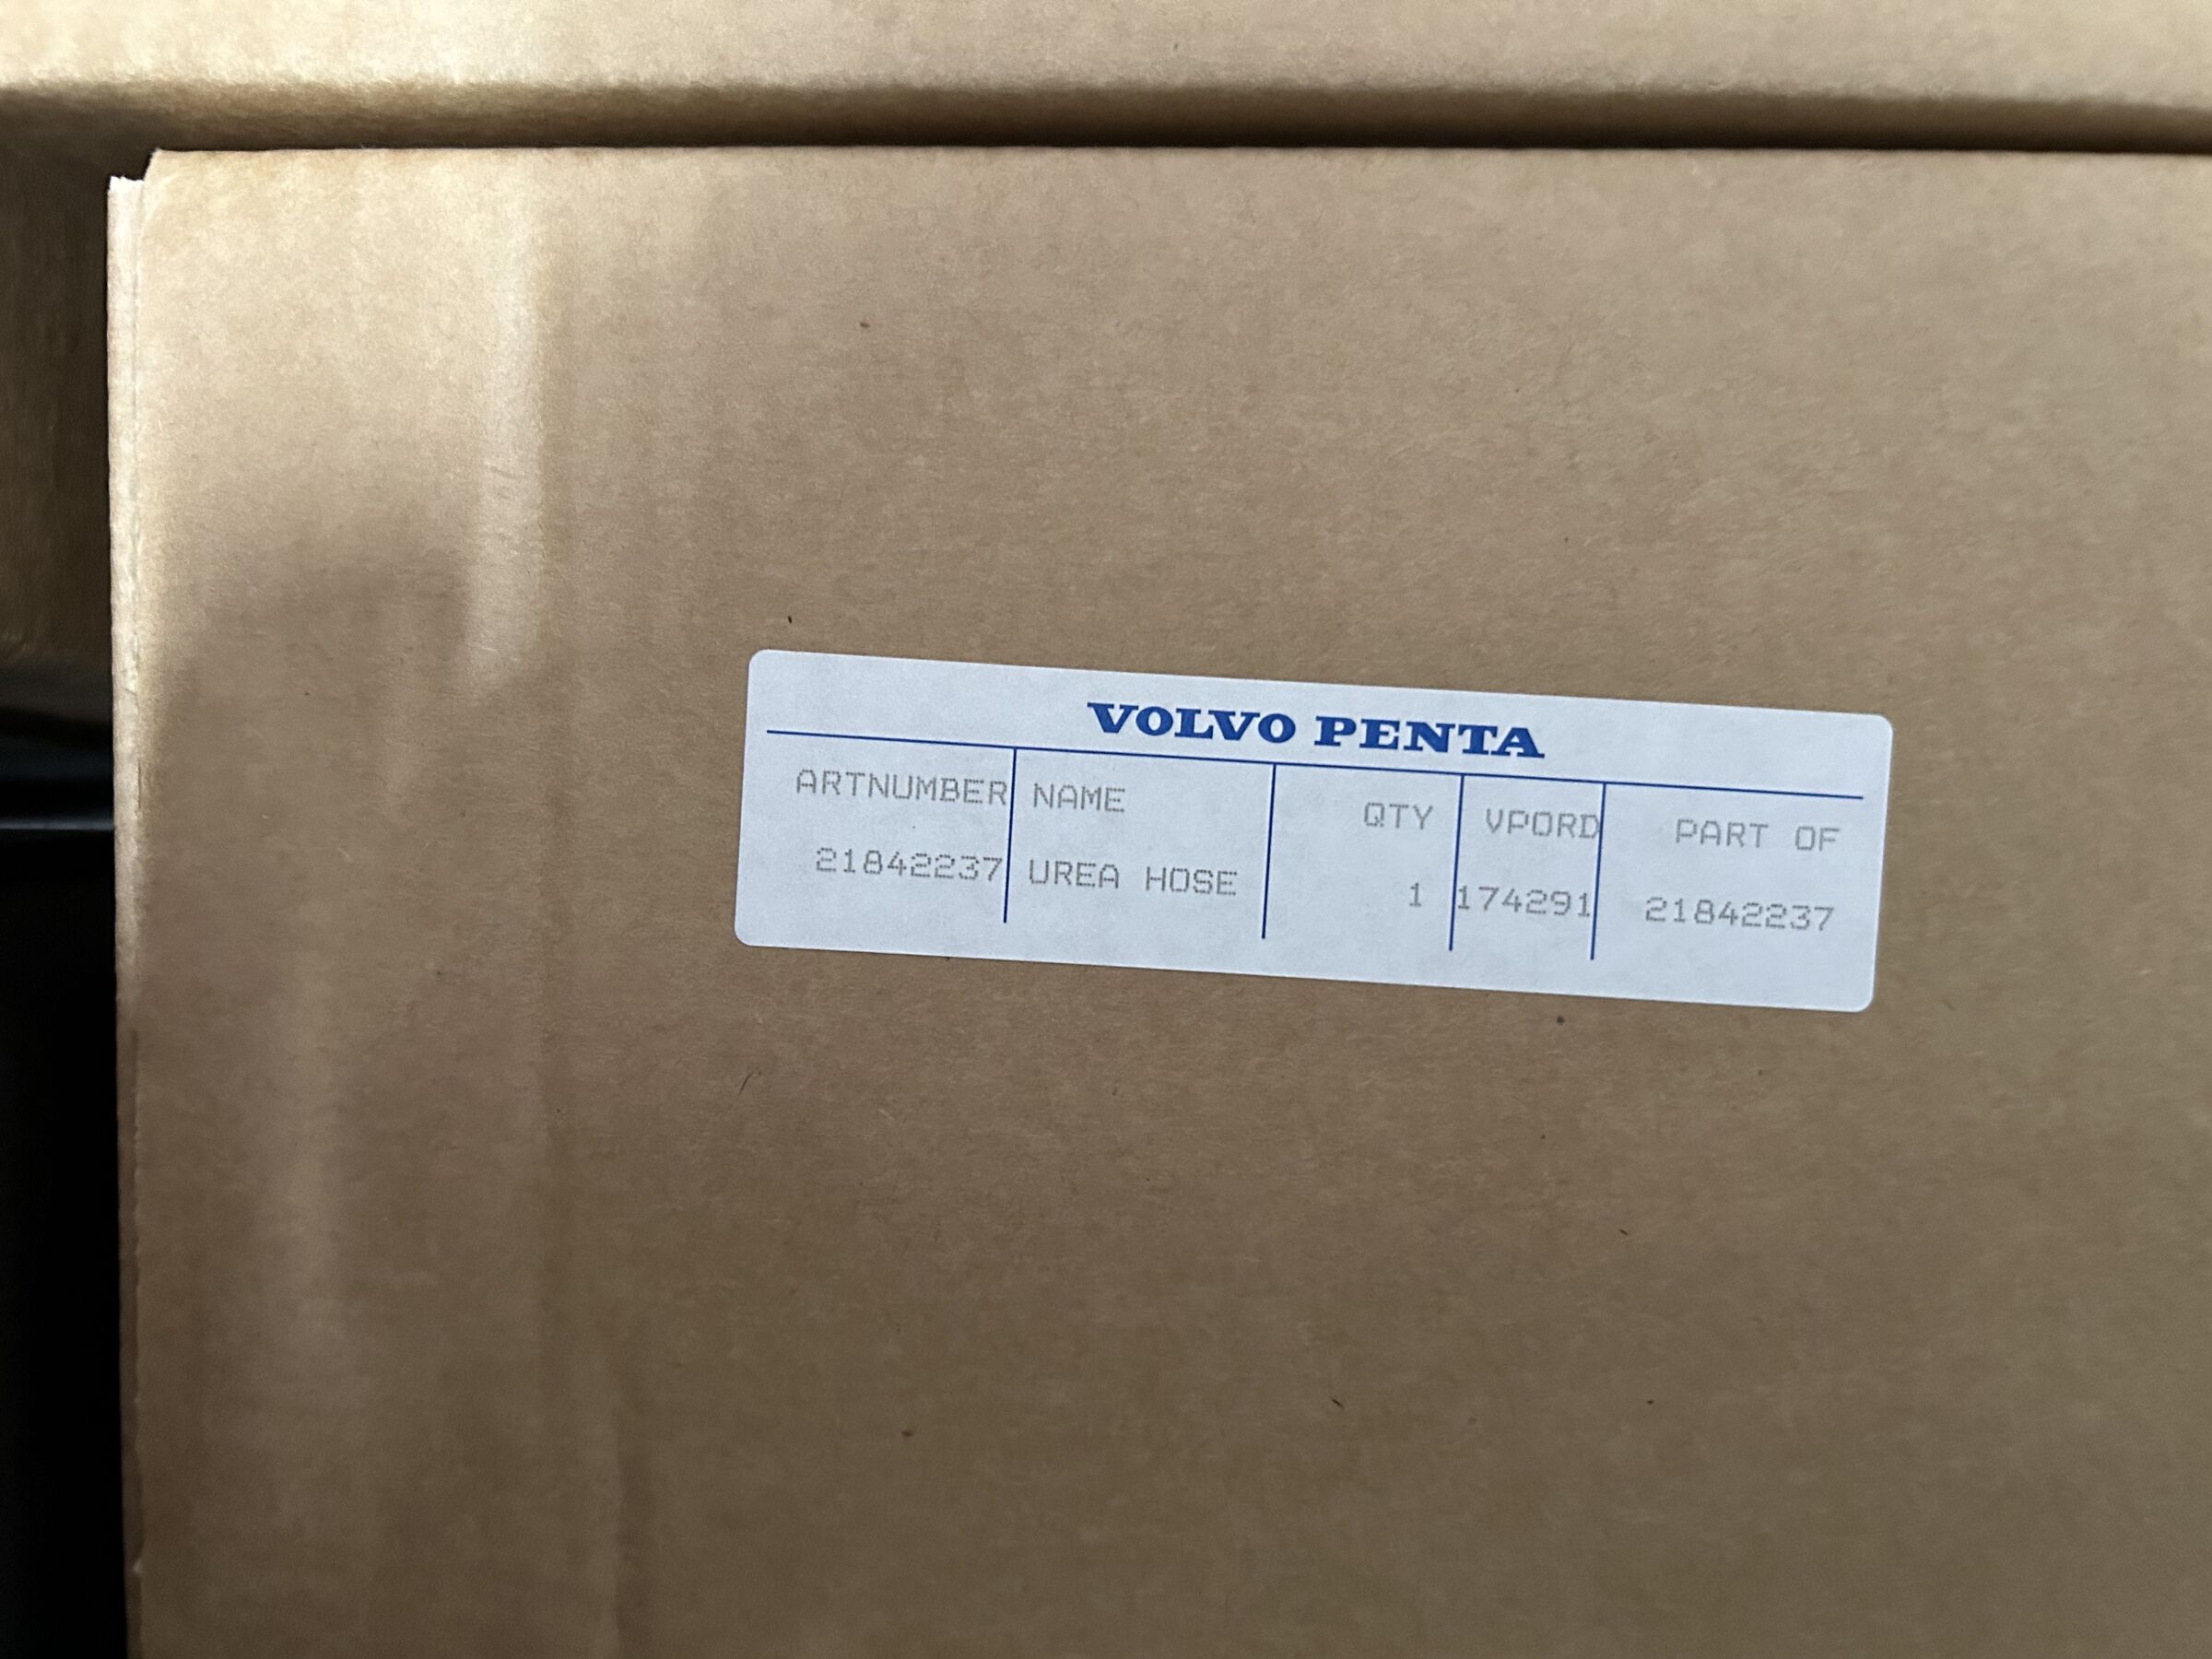 VOLVO PENTA
ARTNUMBER NAME QTY VPORD PART OF
21842237 UREA HOSE 1 174291 21842237